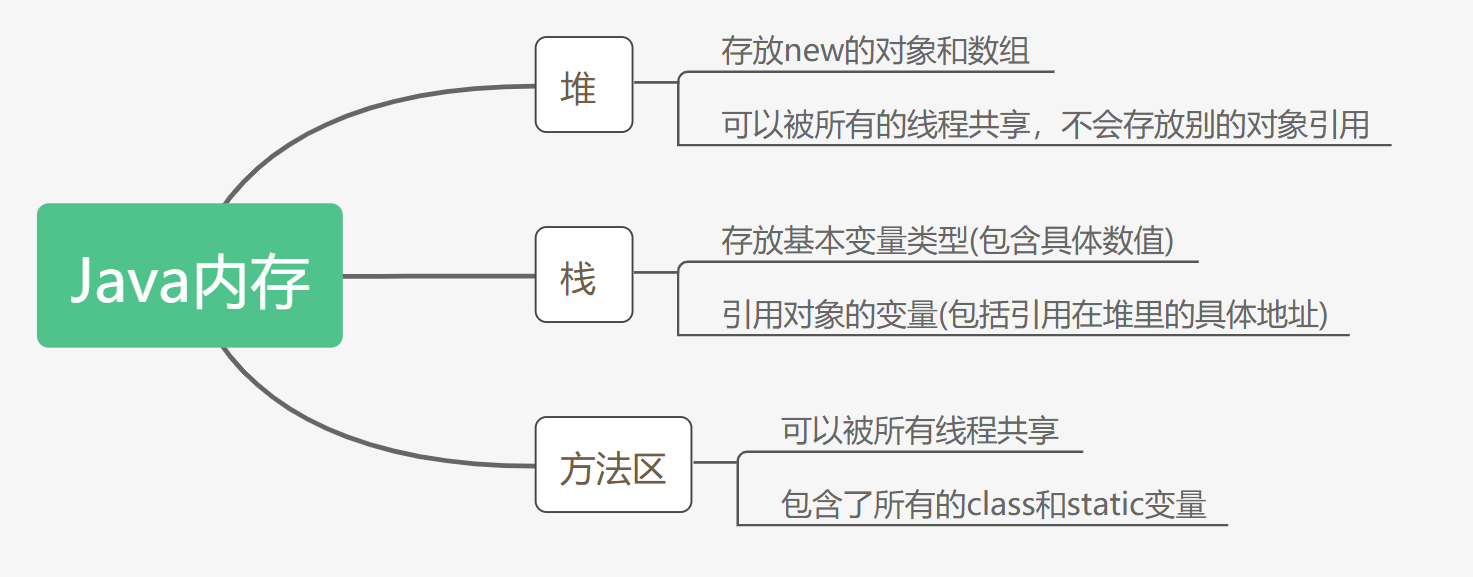 堆
存放new的对象和数组
可以被所有的线程共享，不会存放别的对象引用
Java内存
栈
存放基本变量类型(包含具体数值)
引用对象的变量(包括引用在堆里的具体地址)
方法区
可以被所有线程共享
包含了所有的class和static变量